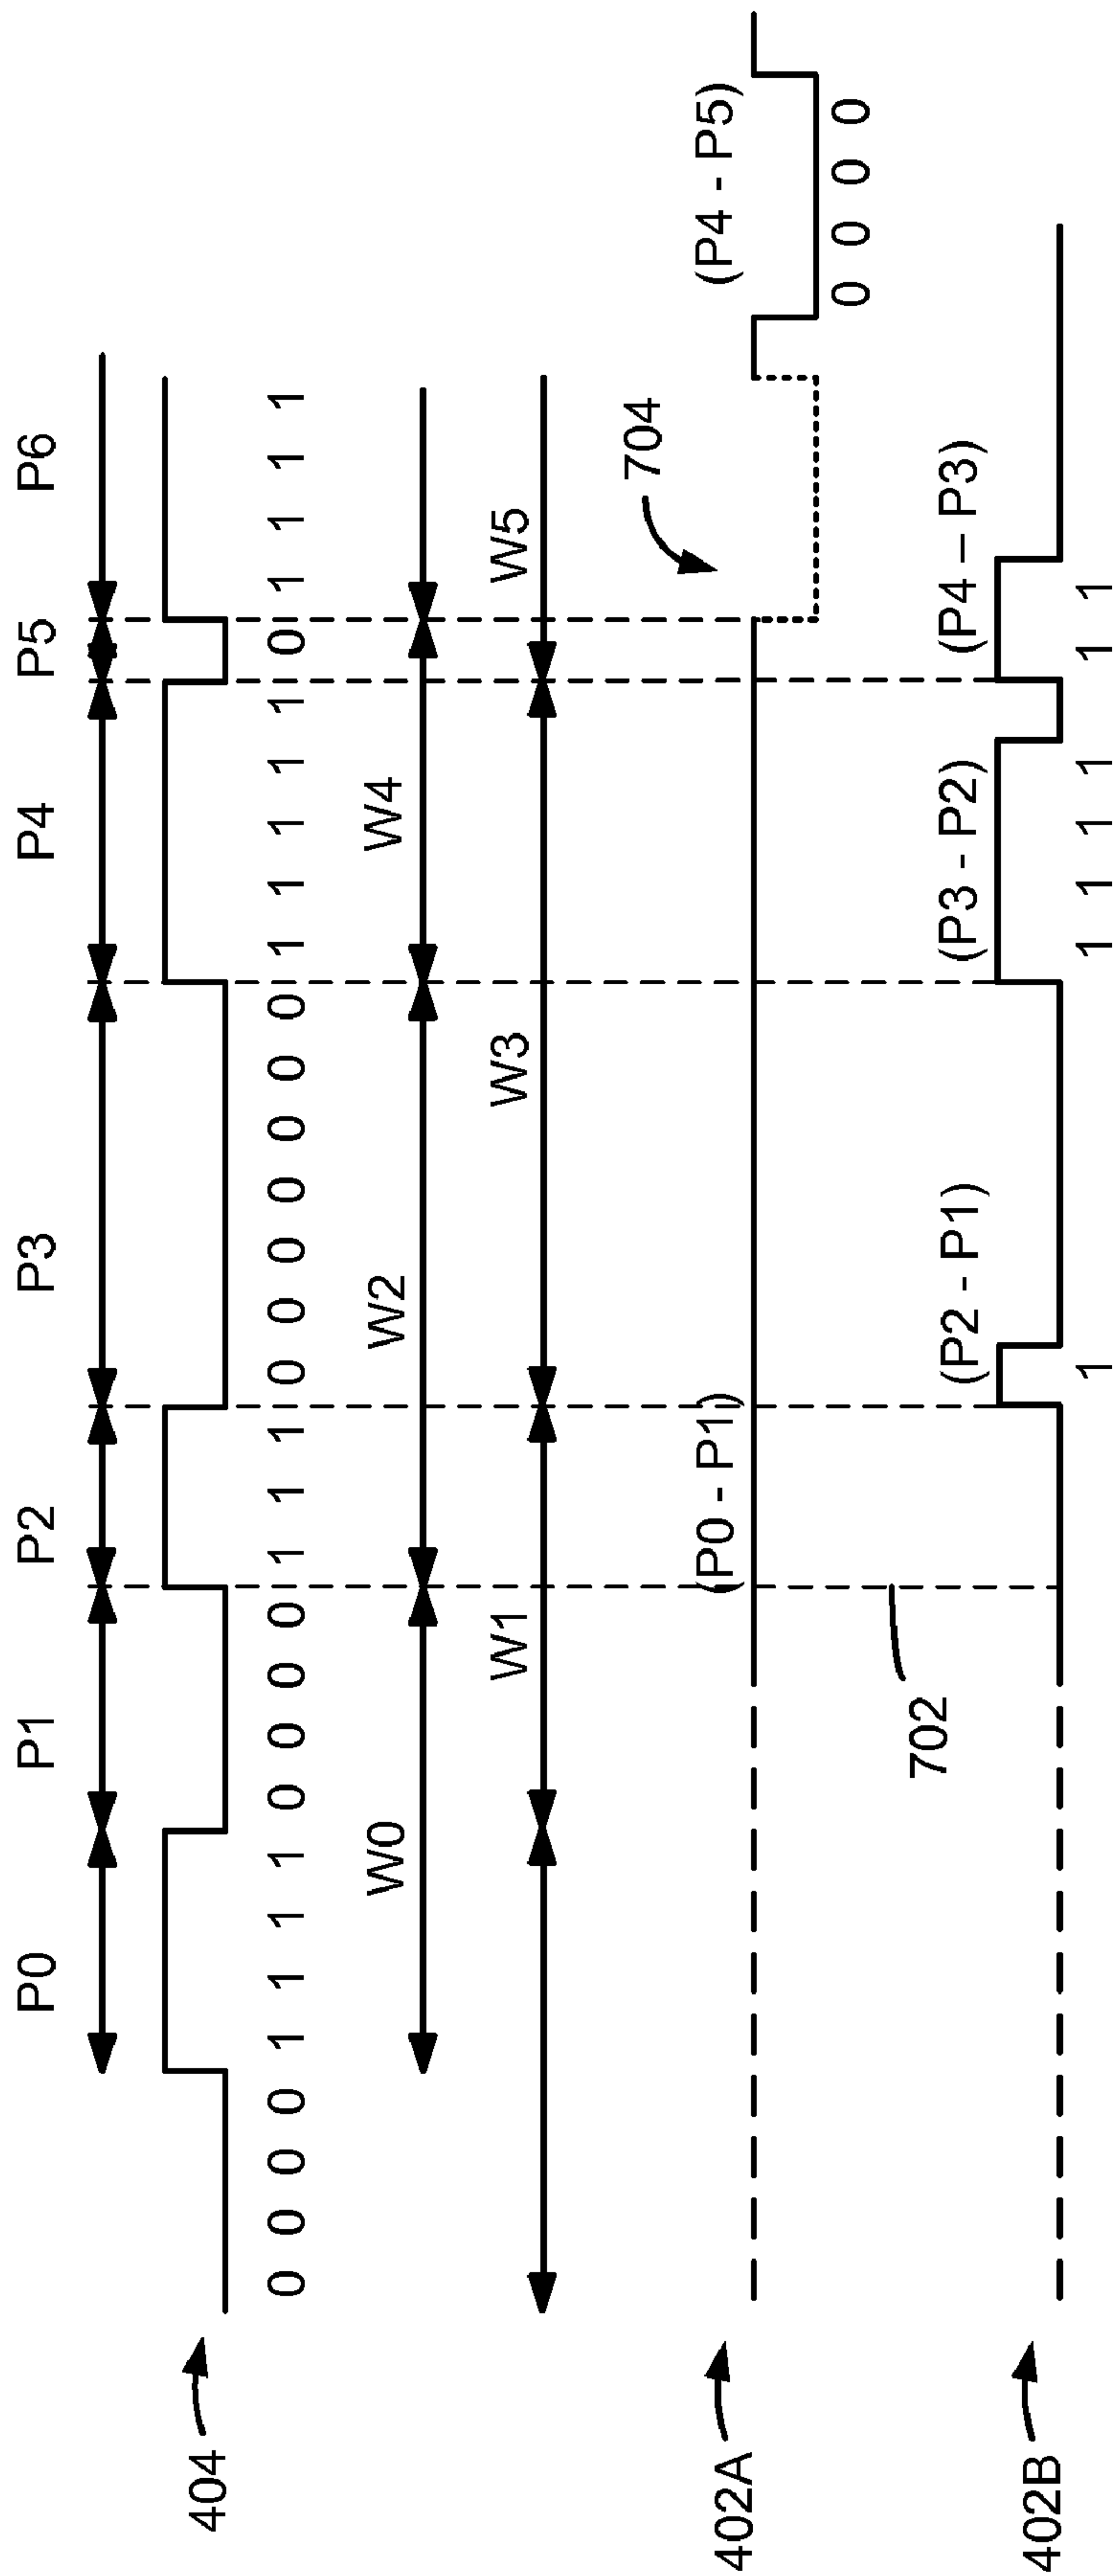 P0 P1 P2 P3 P4 P5 P6
404
0 0 0 0 1 1 1 1 0 0 0 0 1 1 1 0 0 0 0 0 0 0 1 1 1 1 1 0 1 1 1 1
W0 W2 W4
W1 W3 W5
704
(P0 - P1) (P4 - P5)
402A
0 0 0 0
702
(P2 - P1) (P3 - P2) (P4 – P3)
402B
1 1 1 1 1 1 1